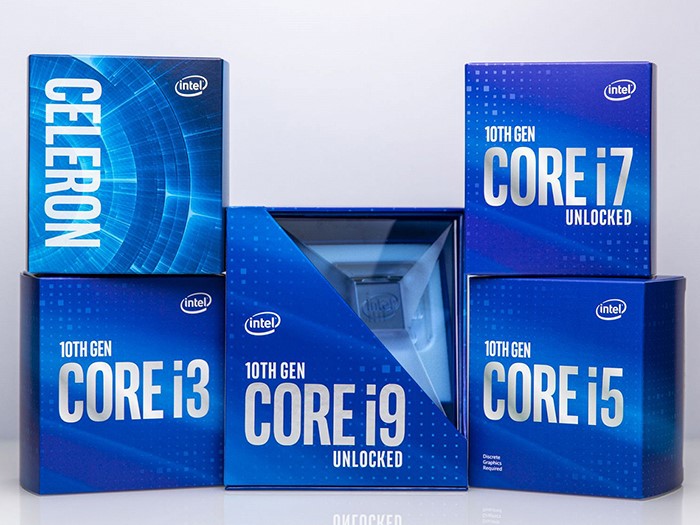 intel
CELERON
intel
10TH GEN
CORE i7
UNLOCKED
intel
10TH GEN
CORE i3
intel
10TH GEN
CORE i9
UNLOCKED
intel
intel
10TH GEN
CORE i5
Discrete
Graphics
Required